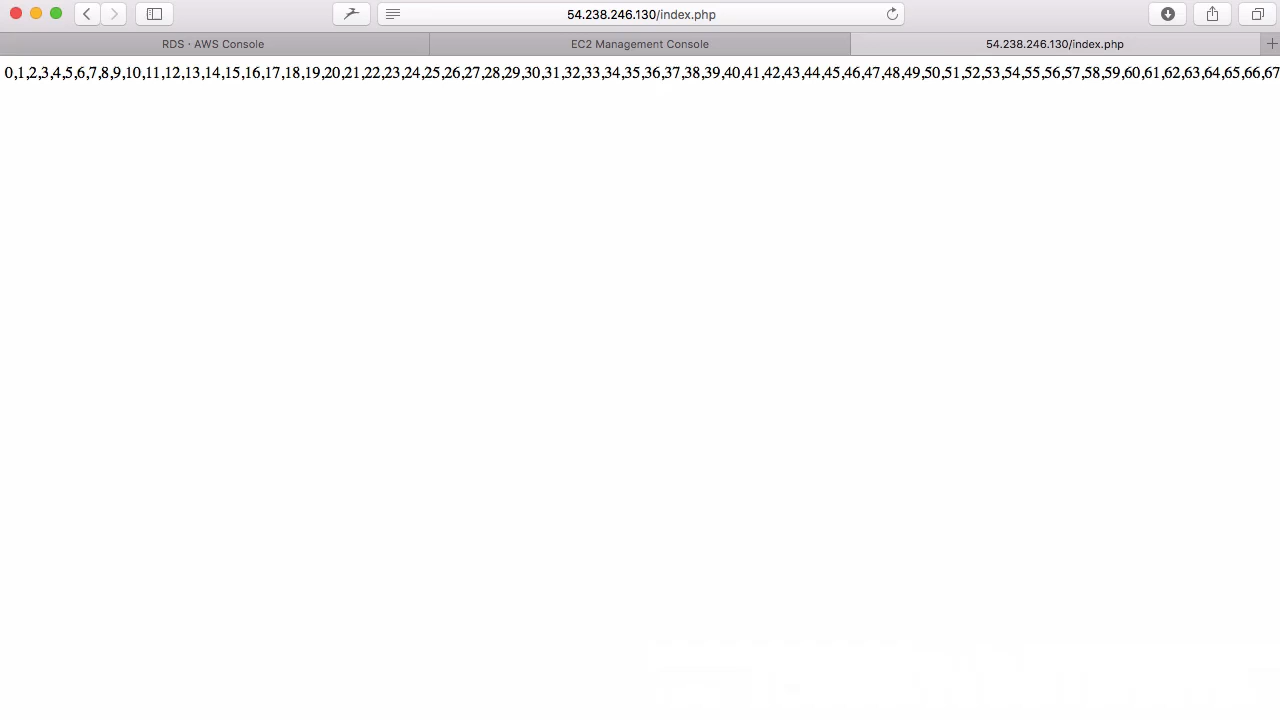 54.238.246.130/index.php
RDS · AWS Console
EC2 Management Console
54.238.246.130/index.php
0,1,2,3,4,5,6,7,8,9,10,11,12,13,14,15,16,17,18,19,20,21,22,23,24,25,26,27,28,29,30,31,32,33,34,35,36,37,38,39,40,41,42,43,44,45,46,47,48,49,50,51,52,53,54,55,56,57,58,59,60,61,62,63,64,65,66,67